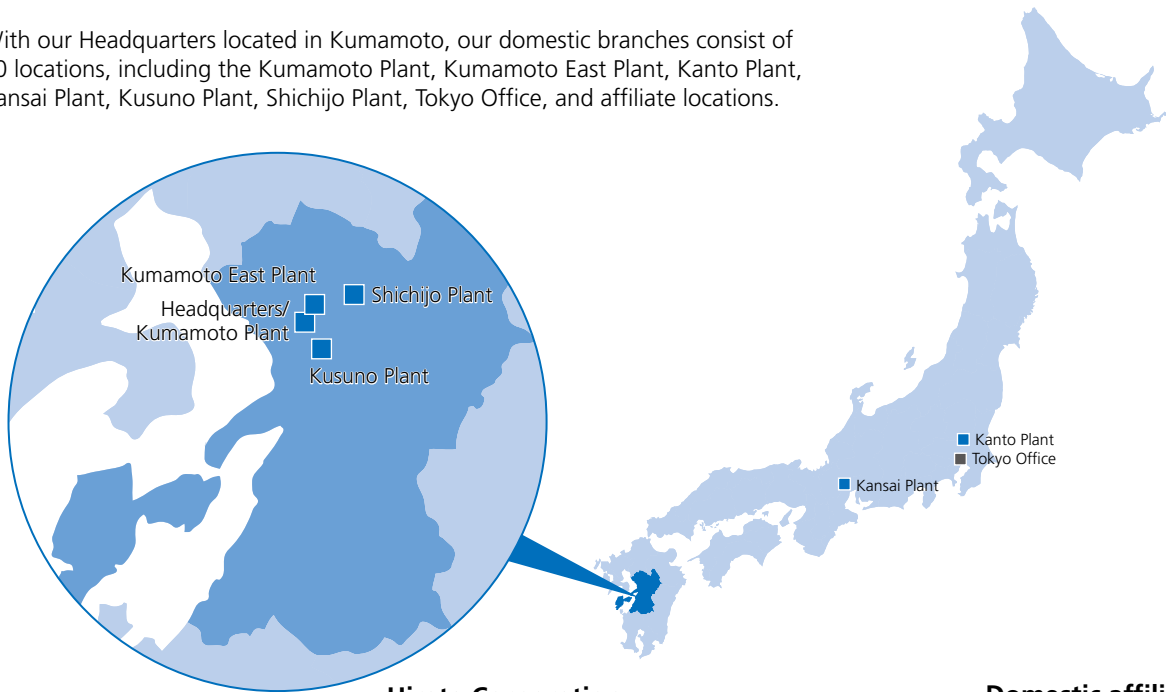 ith our Headquarters located in Kumamoto, our domestic branches consist of
0 locations, including the Kumamoto Plant, Kumamoto East Plant, Kanto Plant,
ansai Plant, Kusuno Plant, Shichijo Plant, Tokyo Office, and affiliate locations.
Kumamoto East Plant
Shichijo Plant
Headquarters/
Kumamoto Plant
Kusuno Plant
Kanto Plant
Tokyo Office
Kansai Plant